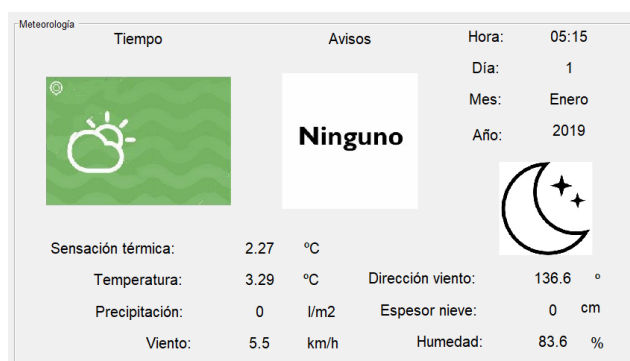 Meteorología
Tiempo Avisos Hora: 05:15
Día: 1
Mes: Enero
Ninguno
Año: 2019
Sensación térmica: 2.27 ºC
Temperatura: 3.29 ºC Dirección viento: 136.6 º
Precipitación: 0 l/m2 Espesor nieve: 0 cm
Viento: 5.5 km/h Humedad: 83.6 %